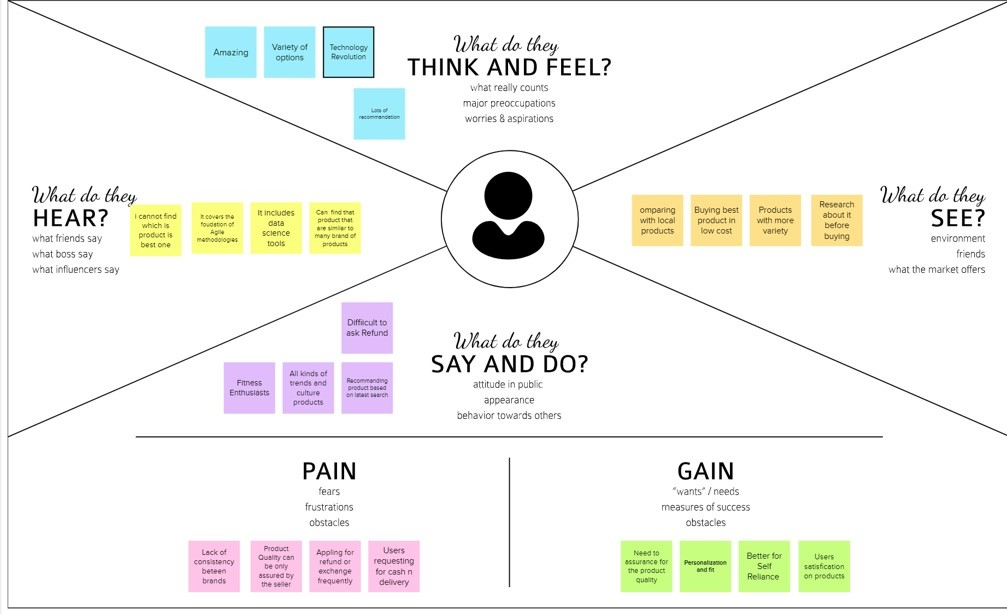 Amazing
Variety of
options
Technology
Revolution
Lots of
recommandation
What do they
THINK AND FEEL?
what really counts
major preoccupations
worries & aspirations
What do they
HEAR?
what friends say
what boss say
what influencers say
I cannot find
which is
product is
best one
It covers the
foudation of
Agile
methodologies
It includes
data
science
tools
Can find that
product that
are similar to
many brand of
products
omparing
with local
products
Buying best
product in
low cost
Products
with more
variety
Research
about it
before
buying
What do they
SEE?
environment
friends
what the market offers
Diffiicult to
ask Refund
Fitness
Enthusiasts
All kinds of
trends and
culture
products
Recommanding
product based
on latest search
What do they
SAY AND DO?
attitude in public
appearance
behavior towards others
PAIN
fears
frustrations
obstacles
Lack of
consistency
beteen
brands
Product
Quality can
be only
assured by
the seller
Appling for
refund or
exchange
frequently
Users
requesting
for cash n
delivery
GAIN
"wants" / needs
measures of success
obstacles
Need to
assurance for
the product
quality
Personalization
and fit
Better for
Self
Reliance
Users
satisfation
on products